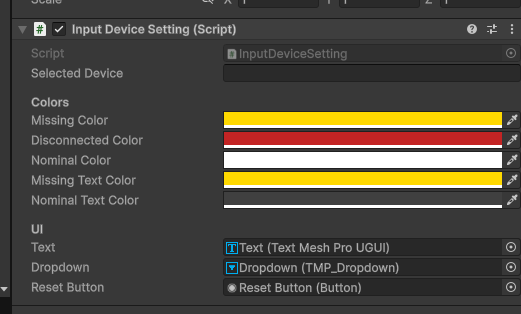 Scale X 1 Y 1 Z 1
# Input Device Setting (Script)
Script # InputDeviceSetting
Selected Device
Colors
Missing Color
Disconnected Color
Nominal Color
Missing Text Color
Nominal Text Color
UI
Text T Text (Text Mesh Pro UGUI)
Dropdown Dropdown (TMP_Dropdown)
Reset Button Reset Button (Button)